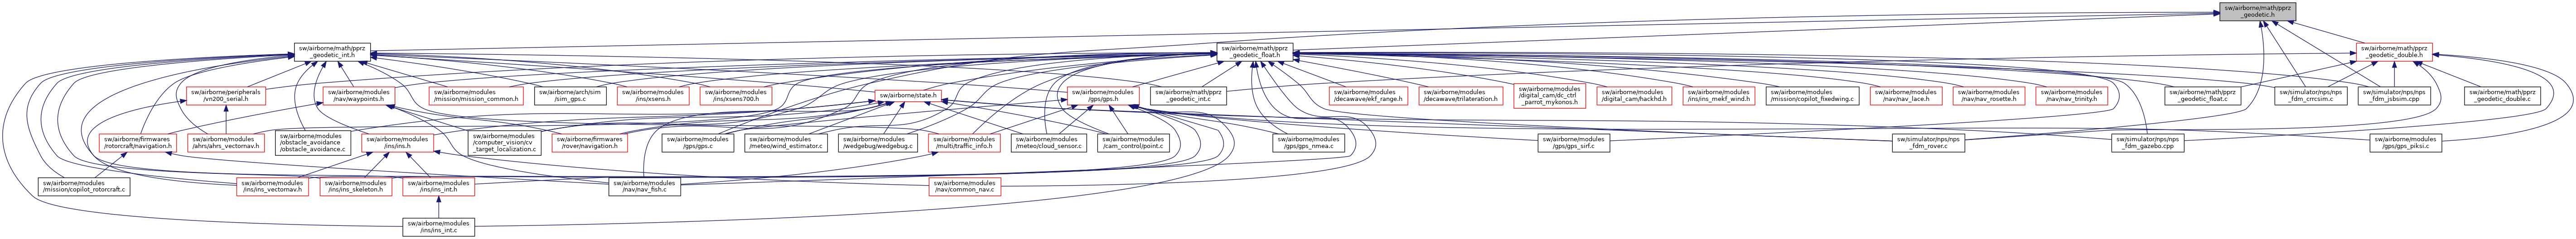 sw/airborne/math/pprz
_geodetic.h
sw/airborne/math/pprz
_geodetic_int.h
sw/airborne/math/pprz
_geodetic_float.h
sw/airborne/math/pprz
_geodetic_double.h
sw/airborne/peripherals
/vn200_serial.h
sw/airborne/modules
/nav/waypoints.h
sw/airborne/modules
/mission/mission_common.h
sw/airborne/arch/sim
/sim_gps.c
sw/airborne/modules
/ins/xsens.h
sw/airborne/modules
/ins/xsens700.h
sw/airborne/state.h
sw/airborne/modules
/gps/gps.h
sw/airborne/math/pprz
_geodetic_int.c
sw/airborne/modules
/decawave/ekf_range.h
sw/airborne/modules
/decawave/trilateration.h
sw/airborne/modules
/digital_cam/dc_ctrl
_parrot_mykonos.h
sw/airborne/modules
/digital_cam/hackhd.h
sw/airborne/modules
/ins/ins_mekf_wind.h
sw/airborne/modules
/mission/copilot_fixedwing.c
sw/airborne/modules
/nav/nav_lace.h
sw/airborne/modules
/nav/nav_rosette.h
sw/airborne/modules
/nav/nav_trinity.h
sw/airborne/math/pprz
_geodetic_float.c
sw/simulator/nps/nps
_fdm_crrcsim.c
sw/simulator/nps/nps
_fdm_jsbsim.cpp
sw/airborne/math/pprz
_geodetic_double.c
sw/airborne/firmwares
/rotorcraft/navigation.h
sw/airborne/modules
/ahrs/ahrs_vectornav.h
sw/airborne/modules
/obstacle_avoidance
/obstacle_avoidance.c
sw/airborne/modules
/ins/ins.h
sw/airborne/modules
/computer_vision/cv
_target_localization.c
sw/airborne/firmwares
/rover/navigation.h
sw/airborne/modules
/gps/gps.c
sw/airborne/modules
/meteo/wind_estimator.c
sw/airborne/modules
/wedgebug/wedgebug.c
sw/airborne/modules
/multi/traffic_info.h
sw/airborne/modules
/meteo/cloud_sensor.c
sw/airborne/modules
/cam_control/point.c
sw/airborne/modules
/gps/gps_nmea.c
sw/airborne/modules
/gps/gps_sirf.c
sw/simulator/nps/nps
_fdm_rover.c
sw/simulator/nps/nps
_fdm_gazebo.cpp
sw/airborne/modules
/gps/gps_piksi.c
sw/airborne/modules
/mission/copilot_rotorcraft.c
sw/airborne/modules
/ins/ins_vectornav.h
sw/airborne/modules
/ins/ins_skeleton.h
sw/airborne/modules
/ins/ins_int.h
sw/airborne/modules
/nav/nav_fish.c
sw/airborne/modules
/nav/common_nav.c
sw/airborne/modules
/ins/ins_int.c